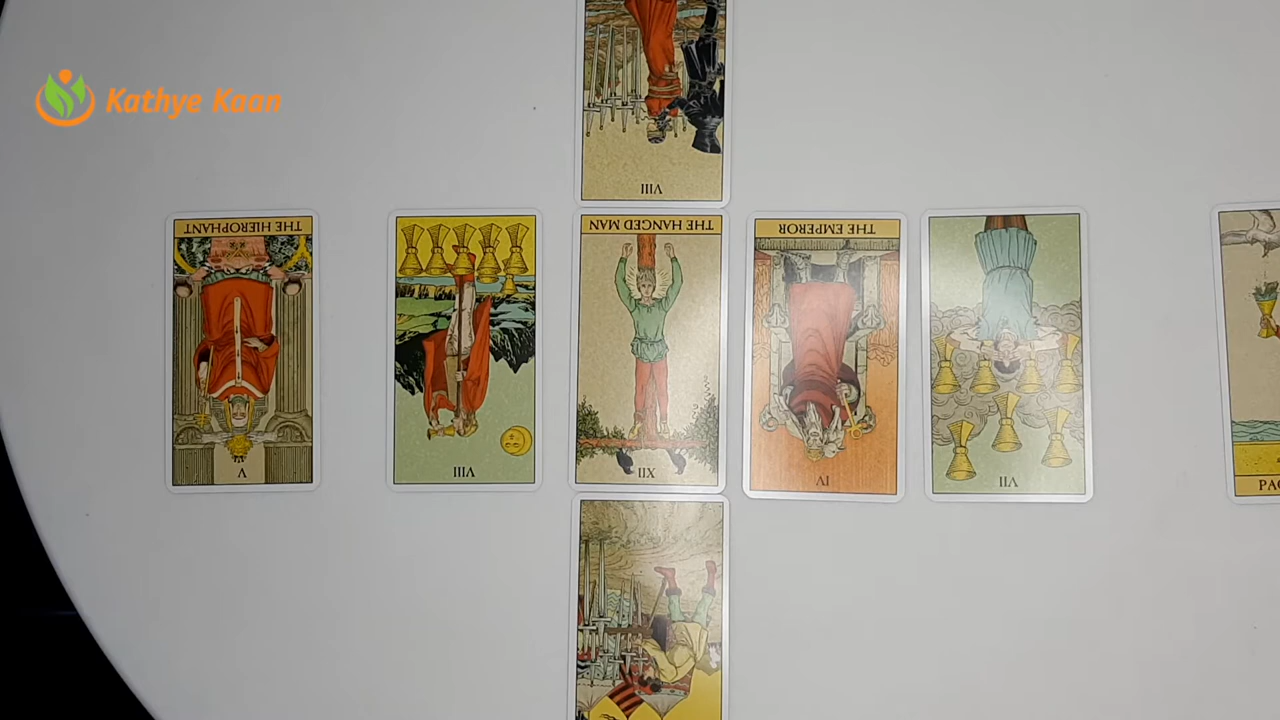 Kathye Kaan
VIII
THE HIEROPHANT
THE HANGED MAN
THE EMPEROR
V
VIII
XII
IV
VII